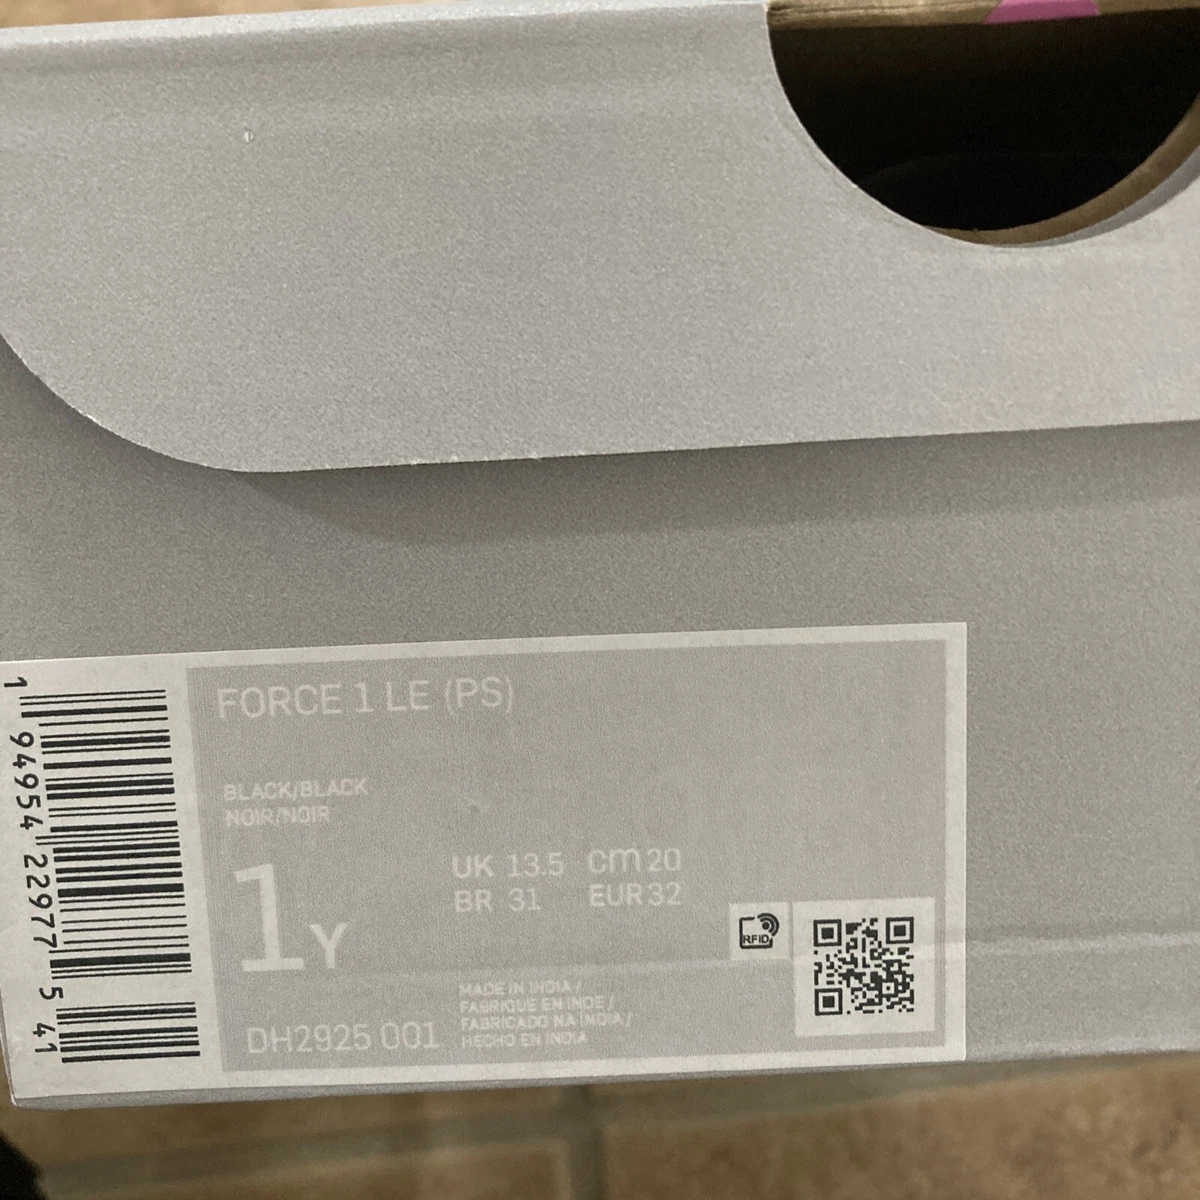 FORCE 1 LE (PS)
BLACK/BLACK
NOIR/NOIR
1Y
UK 13.5 cm 20
BR 31 EUR 32
RFID
DH2925 001
MADE IN INDIA /
FABRIQUE EN INDE /
FABRICADO NA ÍNDIA /
HECHO EN INDIA
1 94954 22977 5 41